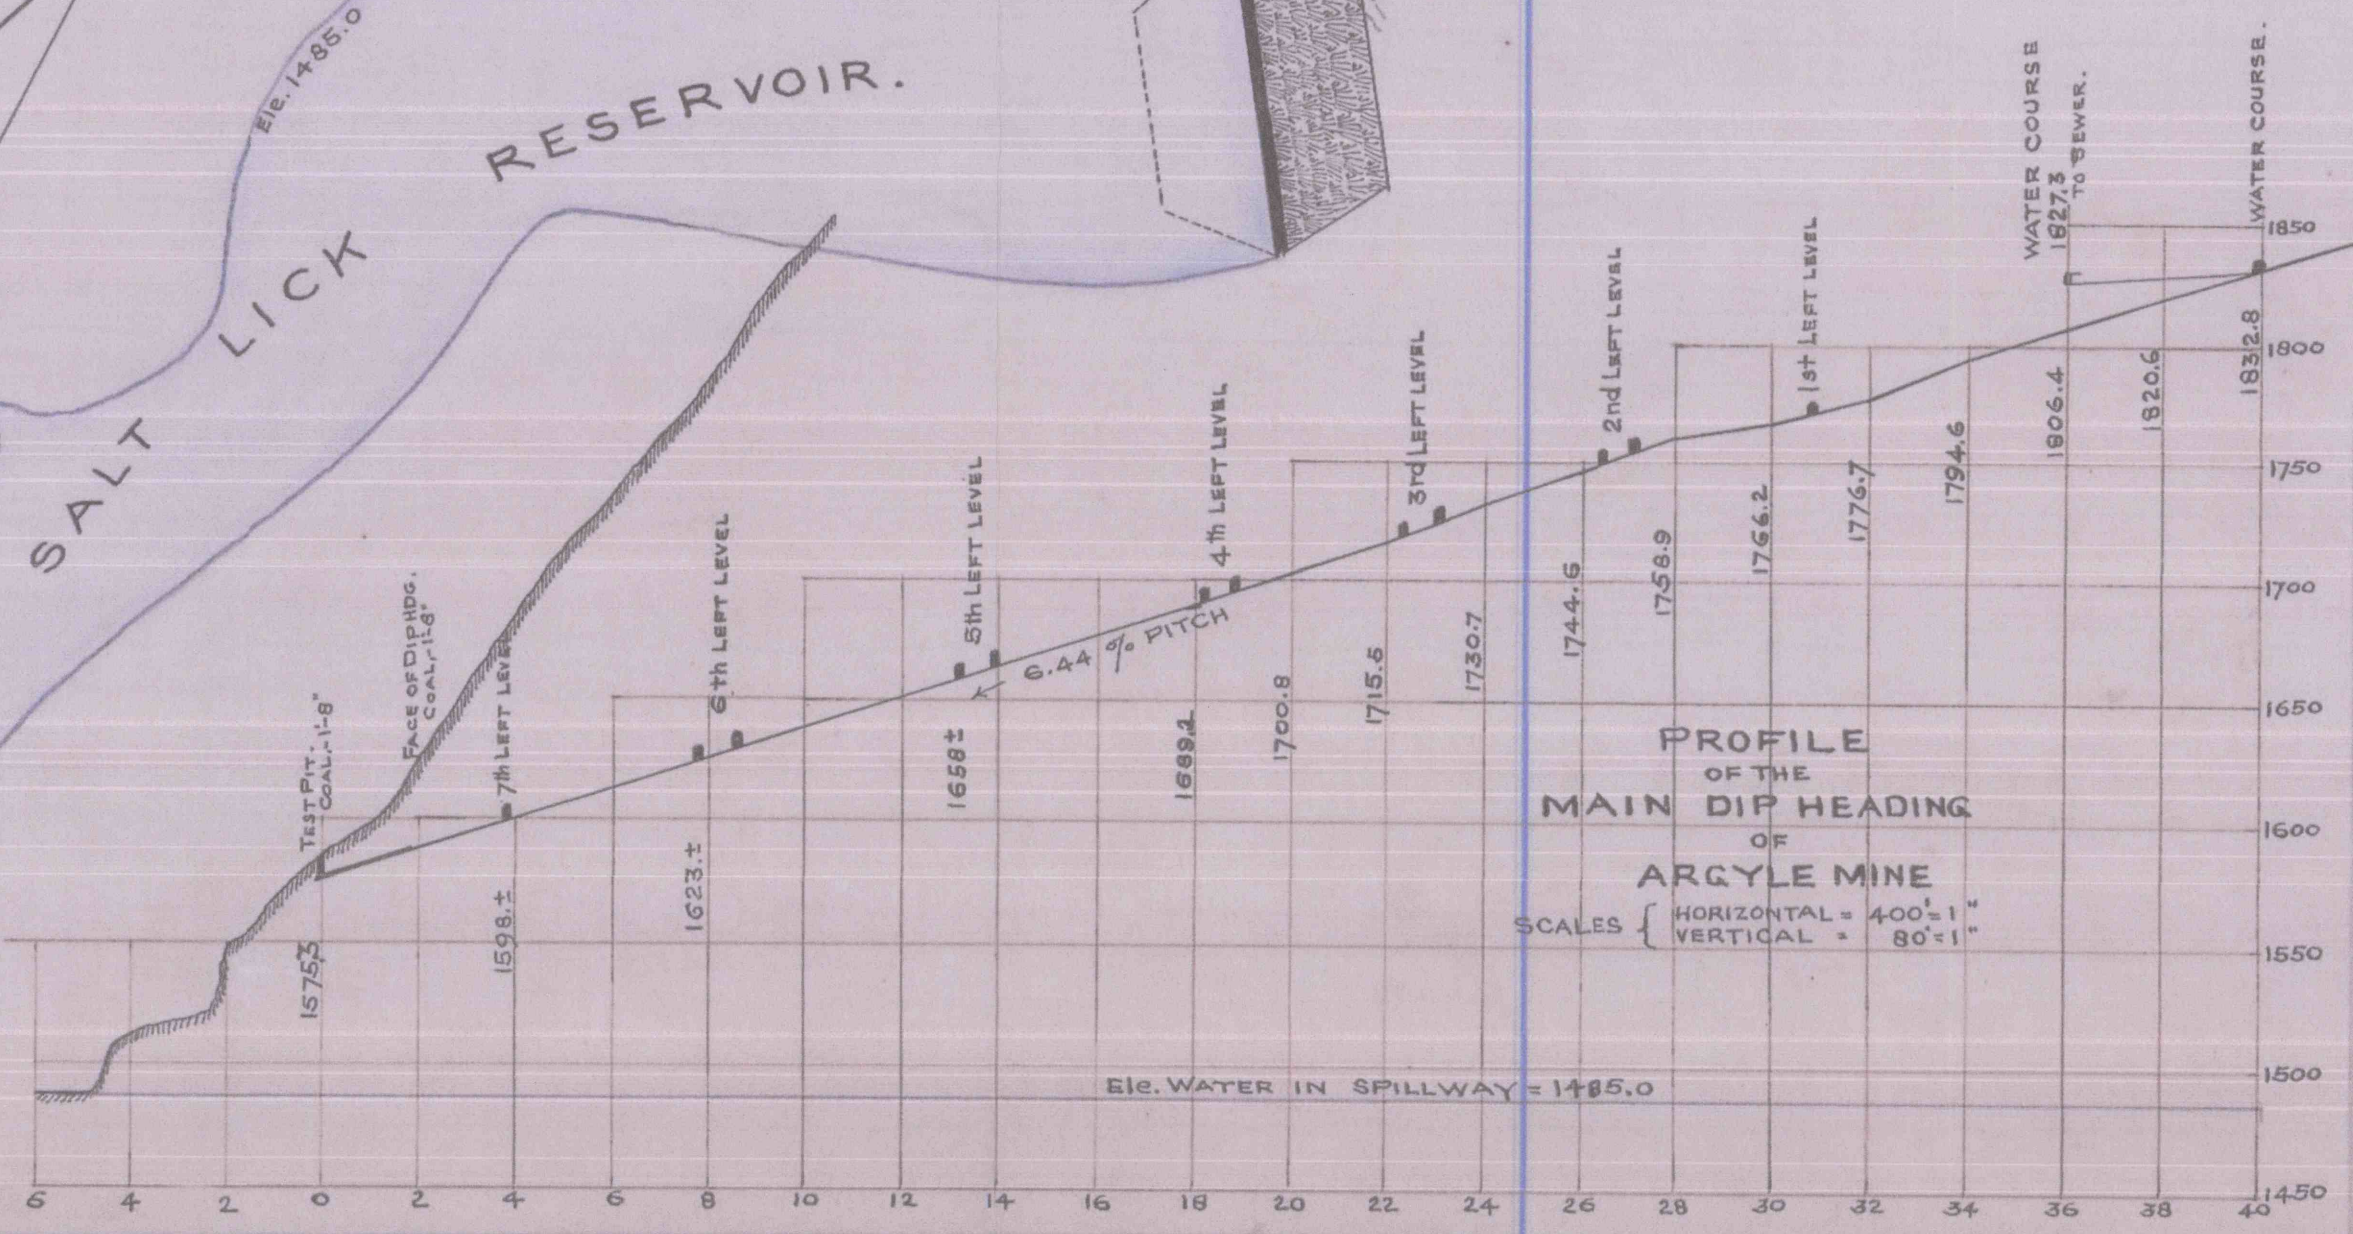 Ele. 1485.0
SALT LICK RESERVOIR.
WATER COURSE
1827.3
TO SEWER.
WATER COURSE.
1st LEFT LEVEL
2nd LEFT LEVEL
3rd LEFT LEVEL
4th LEFT LEVEL
5th LEFT LEVEL
6th LEFT LEVEL
7th LEFT LEVEL
FACE OF DIP HDG.
COAL,-1'-8"
TEST PIT.
COAL.-1'-8"
6.44 % PITCH
1575.3
1598.±
1623.±
1658±
1689.2
1700.8
1715.5
1730.7
1744.6
1758.9
1766.2
1776.7
1794.6
1806.4
1820.6
1832.8
1850
1800
1750
1700
1650
1600
1550
1500
1450
PROFILE
OF THE
MAIN DIP HEADING
OF
ARGYLE MINE
SCALES { HORIZONTAL = 400'=1"
VERTICAL = 80'=1"
Ele. WATER IN SPILLWAY = 1485.0
6 4 2 0 2 4 6 8 10 12 14 16 18 20 22 24 26 28 30 32 34 36 38 40